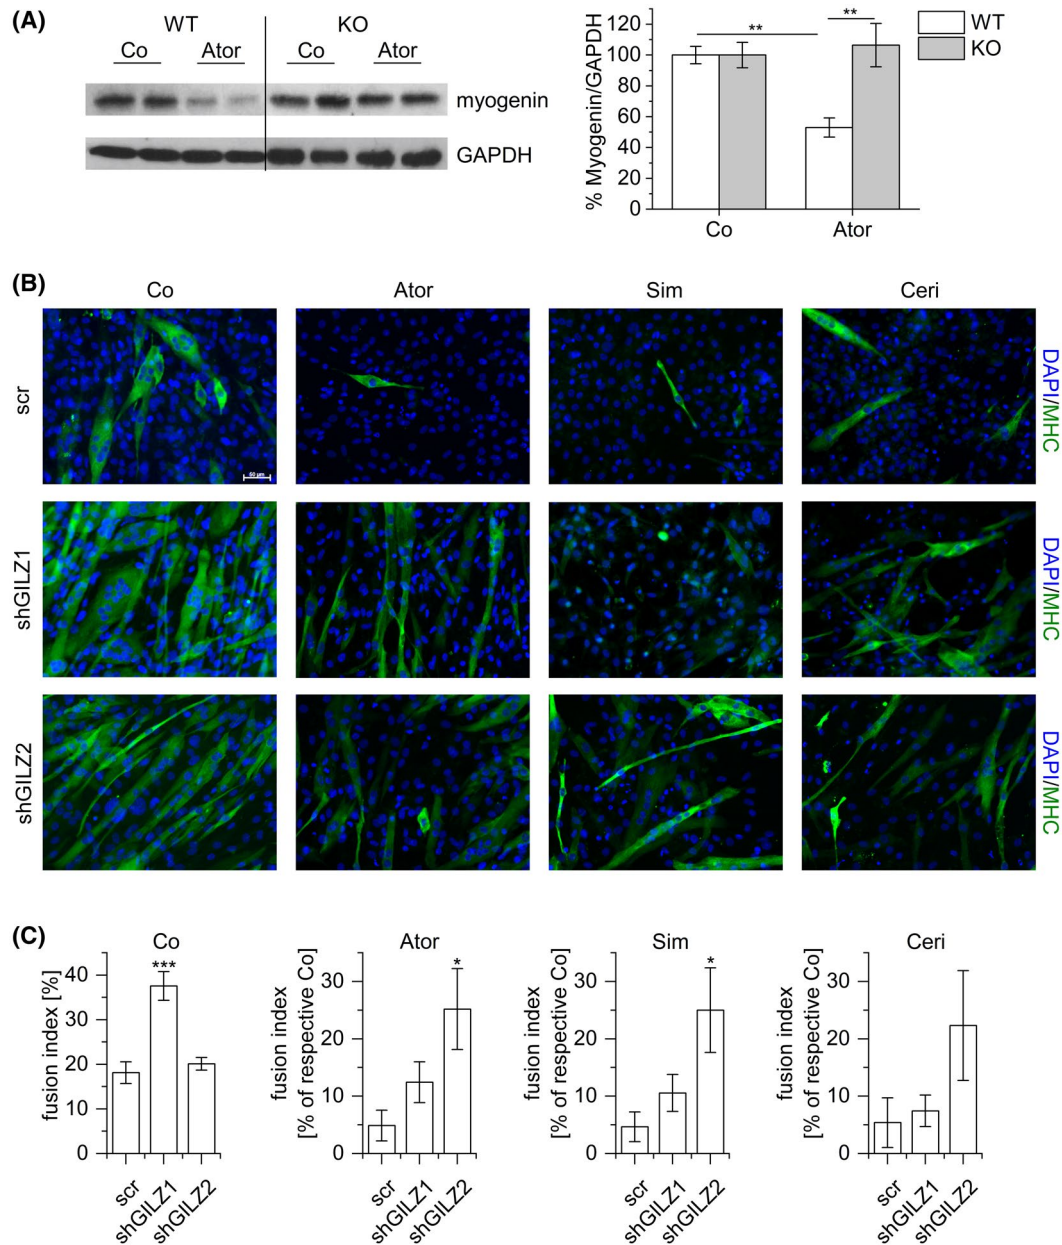 (A)
WT KO
Co Ator Co Ator
myogenin
GAPDH
% Myogenin/GAPDH
120
100
80
60
40
20
0
** **
Co Ator
WT
KO
(B)
Co Ator Sim Ceri
scr
50 µm
DAPI/MHC
shGILZ1
DAPI/MHC
shGILZ2
DAPI/MHC
(C)
Co
fusion index [%]
40
30
20
10
0
***
scr
shGILZ1
shGILZ2
Ator
fusion index
[% of respective Co]
30
20
10
0
*
scr
shGILZ1
shGILZ2
Sim
fusion index
[% of respective Co]
30
20
10
0
*
scr
shGILZ1
shGILZ2
Ceri
fusion index
[% of respective Co]
30
20
10
0
scr
shGILZ1
shGILZ2